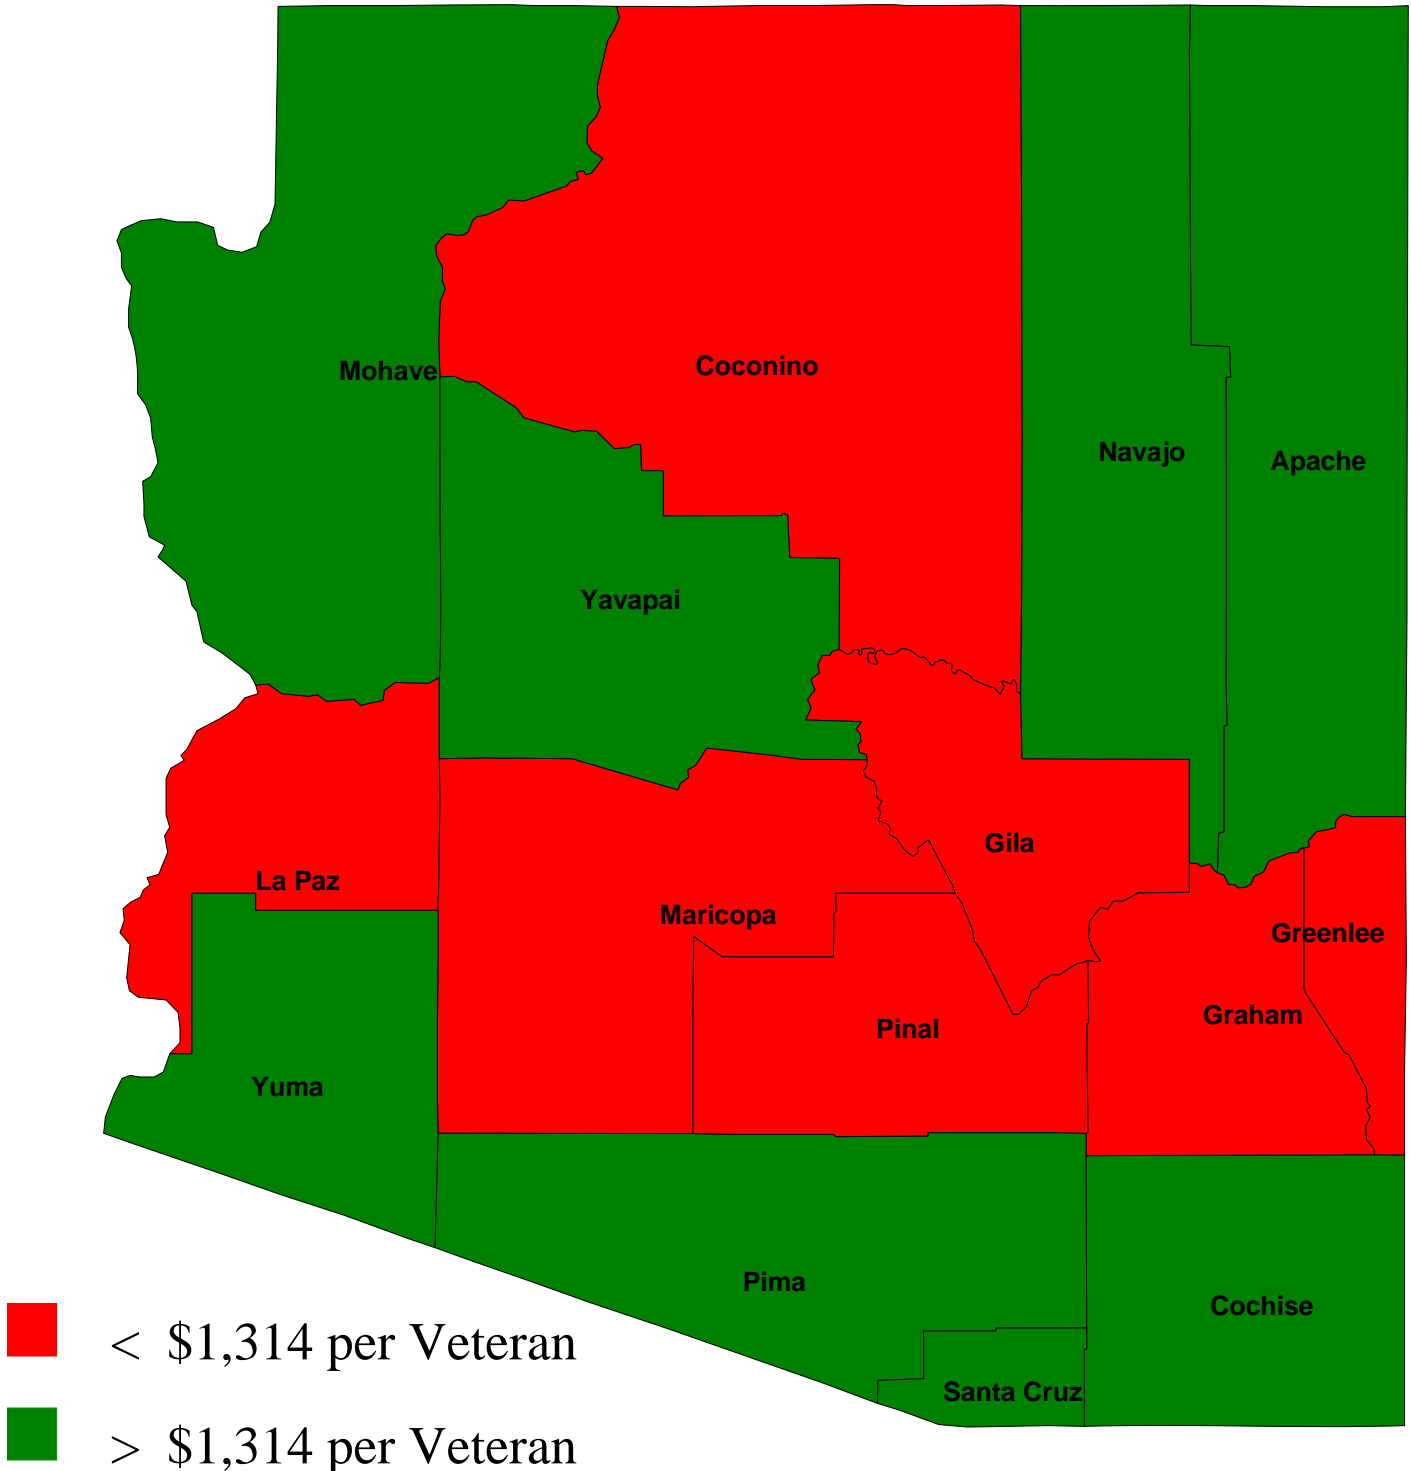 Coconino
Mohave
Navajo
Apache
Yavapai
Gila
La Paz
Maricopa
Greenlee
Graham
Pinal
Yuma
Pima
Cochise
Santa Cruz
< $1,314 per Veteran
> $1,314 per Veteran